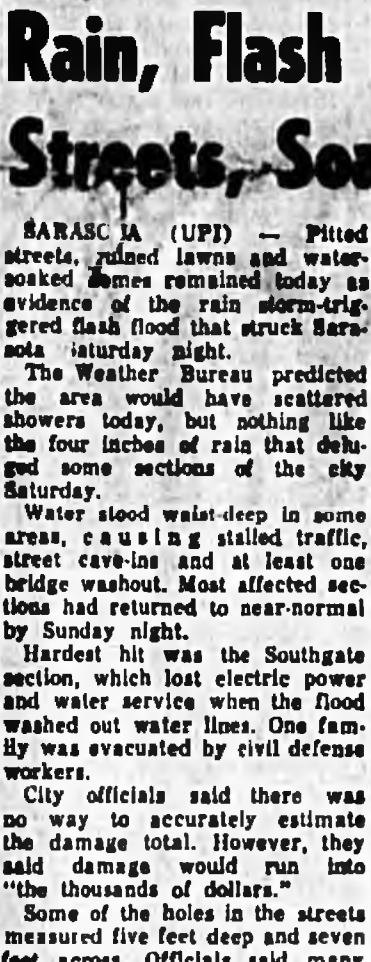 Rain, Flash
Streets, Soa
SARASOTA (UPI) — Pitted
streets, ruined lawns and water-
soaked homes remained today as
evidence of the rain storm-trig-
gered flash flood that struck Sara-
sota Saturday night.
The Weather Bureau predicted
the area would have scattered
showers today, but nothing like
the four inches of rain that delu-
ged some sections of the city
Saturday.
Water stood waist-deep in some
areas, causing stalled traffic,
street cave-ins and at least one
bridge washout. Most affected sec-
tions had returned to near-normal
by Sunday night.
Hardest hit was the Southgate
section, which lost electric power
and water service when the flood
washed out water lines. One fam-
ily was evacuated by civil defense
workers.
City officials said there was
no way to accurately estimate
the damage total. However, they
said damage would run into
"the thousands of dollars."
Some of the holes in the streets
measured five feet deep and seven
feet across. Officials said many